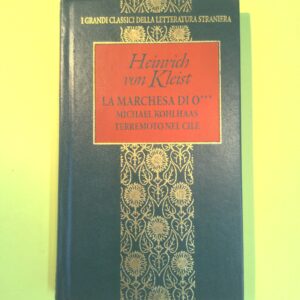 I GRANDI CLASSICI DELLA LETTERATURA STRANIERA
Heinrich
von Kleist
LA MARCHESA DI O***
MICHAEL KOHLHAAS
TERREMOTO NEL CILE